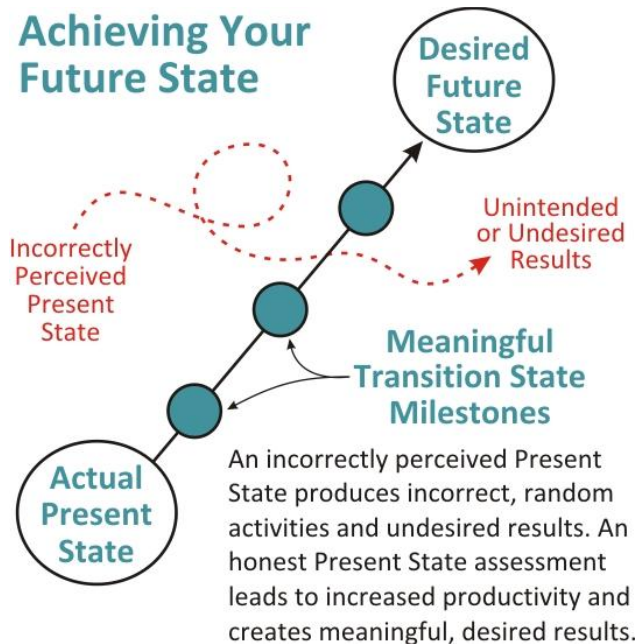 Achieving Your
Future State
Desired
Future
State
Incorrectly
Perceived
Present
State
Unintended
or Undesired
Results
Meaningful
Transition State
Milestones
Actual
Present
State
An incorrectly perceived Present
State produces incorrect, random
activities and undesired results. An
honest Present State assessment
leads to increased productivity and
creates meaningful, desired results.